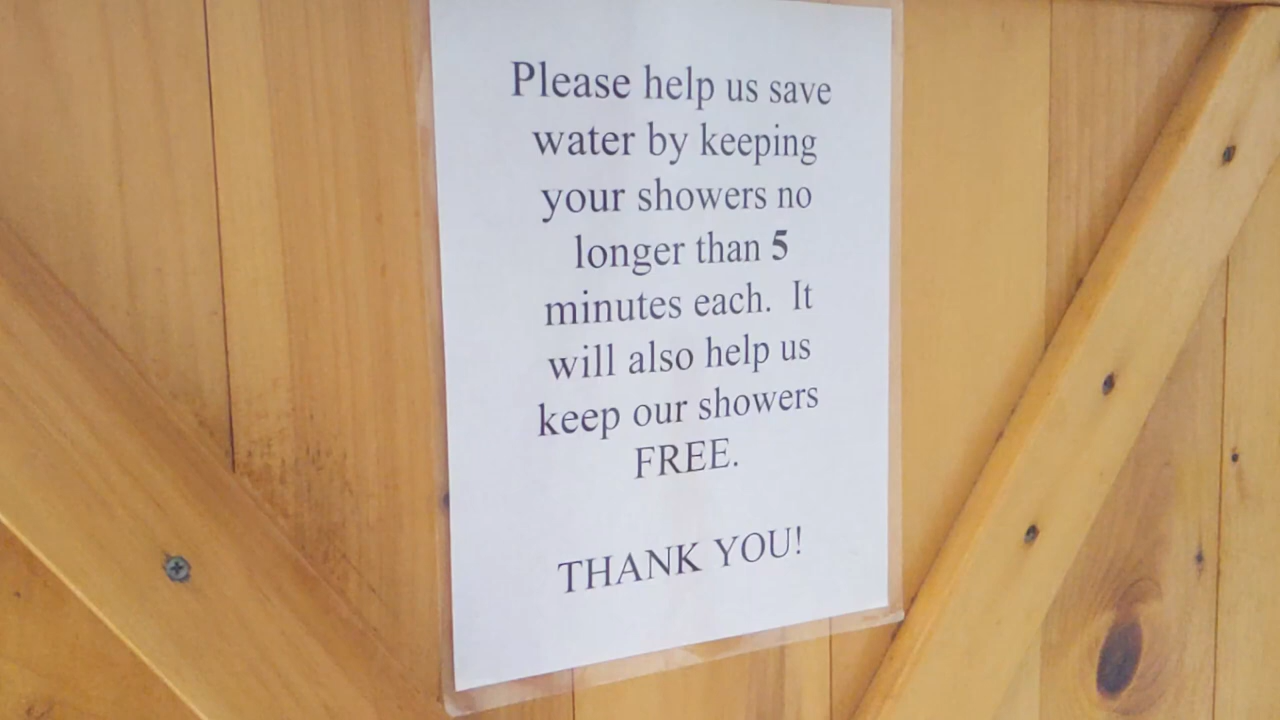 Please help us save
water by keeping
your showers no
longer than 5
minutes each.  It
will also help us
keep our showers
FREE.
THANK YOU!